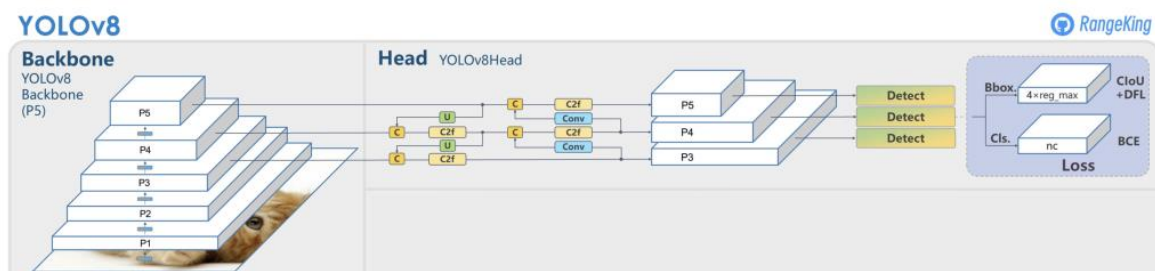 YOLOv8
RangeKing
Backbone
YOLOv8
Backbone
(P5)
P5
P4
P3
P2
P1
Head YOLOv8Head
C C2f
U Conv
C C2f C C2f
U Conv
C C2f
P5
P4
P3
Detect
Detect
Detect
Bbox. 4×reg_max CIoU
+DFL
Cls. nc BCE
Loss